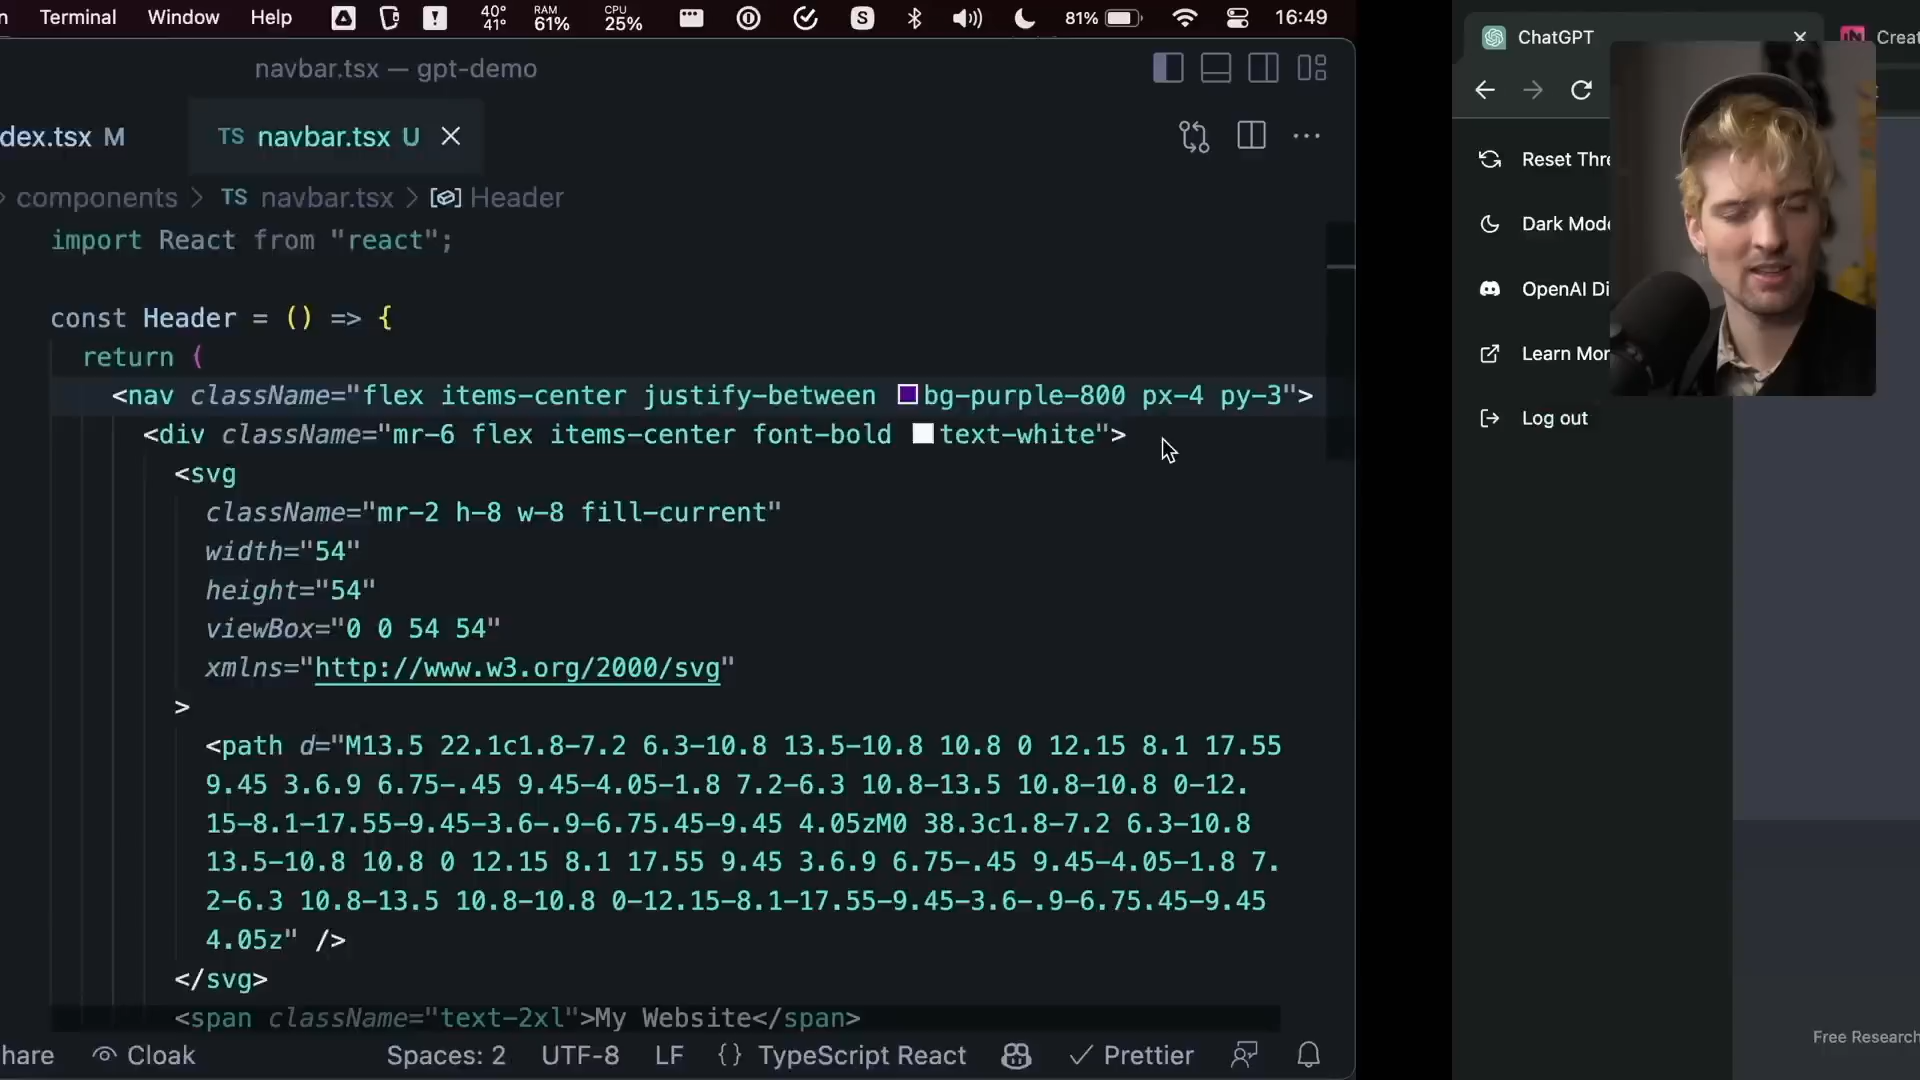 Terminal Window Help 40° 41° RAM 61% CPU 25% 81% 16:49
navbar.tsx — gpt-demo
dex.tsx M TS navbar.tsx U
components > TS navbar.tsx > Header
import React from "react";
const Header = () => {
return (
<nav className="flex items-center justify-between bg-purple-800 px-4 py-3">
<div className="mr-6 flex items-center font-bold text-white">
<svg
className="mr-2 h-8 w-8 fill-current"
width="54"
height="54"
viewBox="0 0 54 54"
xmlns="http://www.w3.org/2000/svg"
>
<path d="M13.5 22.1c1.8-7.2 6.3-10.8 13.5-10.8 10.8 0 12.15 8.1 17.55
9.45 3.6.9 6.75-.45 9.45-4.05-1.8 7.2-6.3 10.8-13.5 10.8-10.8 0-12.
15-8.1-17.55-9.45-3.6-.9-6.75.45-9.45 4.05zM0 38.3c1.8-7.2 6.3-10.8
13.5-10.8 10.8 0 12.15 8.1 17.55 9.45 3.6.9 6.75-.45 9.45-4.05-1.8 7.
2-6.3 10.8-13.5 10.8-10.8 0-12.15-8.1-17.55-9.45-3.6-.9-6.75.45-9.45
4.05z" />
</svg>
<span className="text-2xl">My Website</span>
hare Cloak Spaces: 2 UTF-8 LF {} TypeScript React Prettier
ChatGPT Creat
Reset Thre
Dark Mode
OpenAI Di
Learn Mor
Log out
Free Research